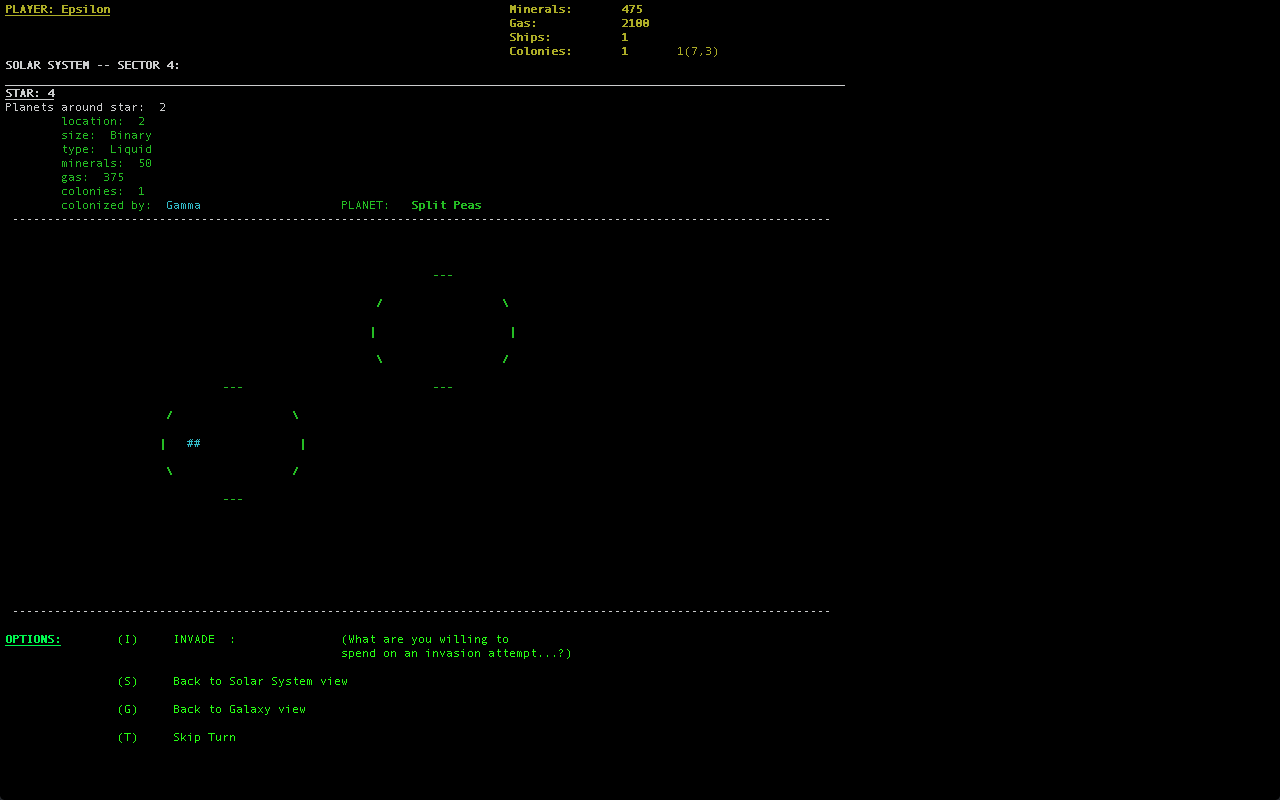 PLAYER: Epsilon Minerals: 475
Gas: 2100
Ships: 1
Colonies: 1 1(7,3)
SOLAR SYSTEM -- SECTOR 4:
STAR: 4
Planets around star: 2
location: 2
size: Binary
type: Liquid
minerals: 50
gas: 375
colonies: 1
colonized by: Gamma PLANET: Split Peas
---
/ \
| |
\ /
--- ---
/ \
| ## |
\ /
---
OPTIONS: (I) INVADE : (What are you willing to
spend on an invasion attempt...?)
(S) Back to Solar System view
(G) Back to Galaxy view
(T) Skip Turn